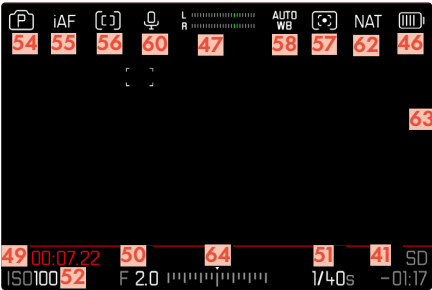 P iAF L R AUTO WB NAT
54 55 56 60 47 58 57 62 46
63
49 00:07.22 50 64 51 41 SD
ISO100 52 F 2.0 1/40s -01:17